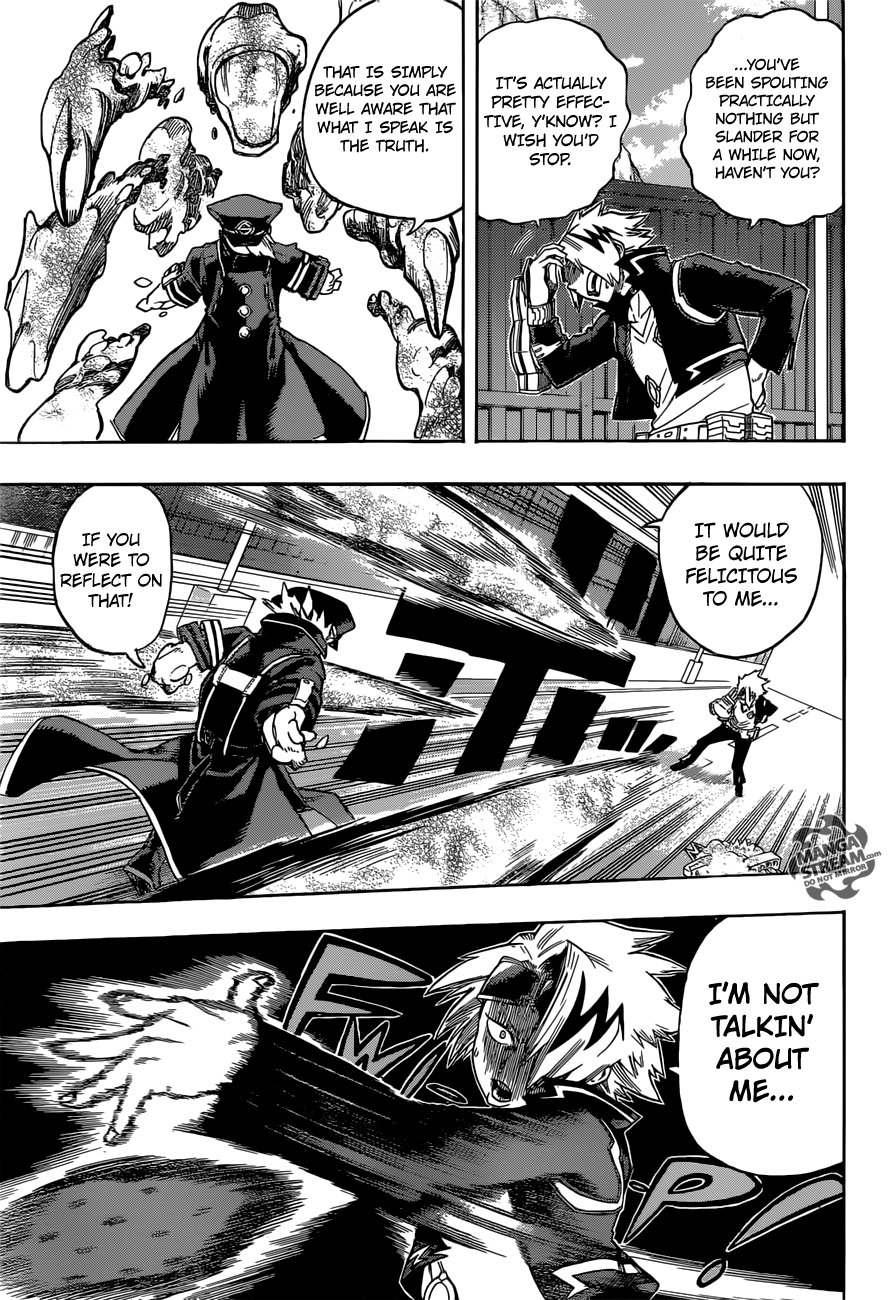 ...YOU'VE
BEEN SPOUTING
PRACTICALLY
NOTHING BUT
SLANDER FOR
A WHILE NOW,
HAVEN'T YOU?
IT'S ACTUALLY
PRETTY EFFEC-
TIVE, Y'KNOW? I
WISH YOU'D
STOP.
THAT IS SIMPLY
BECAUSE YOU ARE
WELL AWARE THAT
WHAT I SPEAK IS
THE TRUTH.
IT WOULD
BE QUITE
FELICITOUS
TO ME...
IF YOU
WERE TO
REFLECT ON
THAT!
MANGA
STREAM.com
DO NOT MIRROR
I'M NOT
TALKIN'
ABOUT
ME...
FWIP!